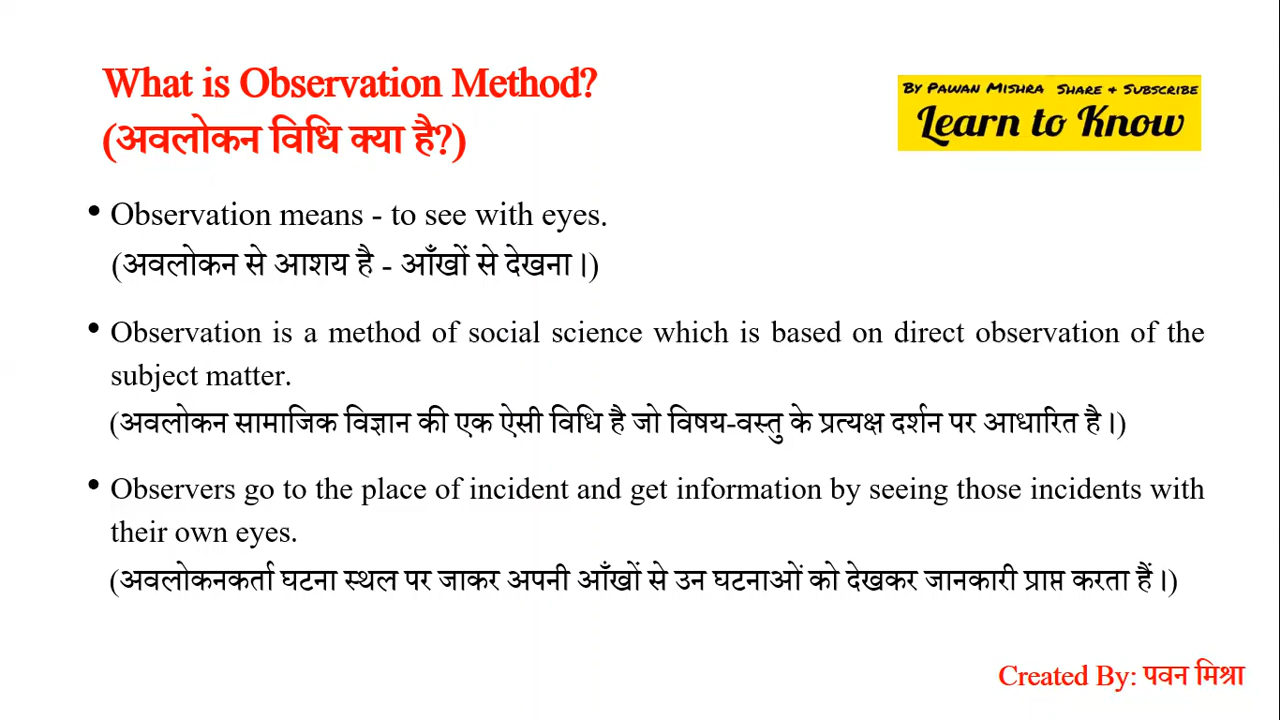 What is Observation Method?
(अवलोकन विधि क्या है?)
By Pawan Mishra Share & Subscribe
Learn to Know
• Observation means - to see with eyes.
(अवलोकन से आशय है - आँखों से देखना।)
• Observation is a method of social science which is based on direct observation of the
subject matter.
(अवलोकन सामाजिक विज्ञान की एक ऐसी विधि है जो विषय-वस्तु के प्रत्यक्ष दर्शन पर आधारित है।)
• Observers go to the place of incident and get information by seeing those incidents with
their own eyes.
(अवलोकनकर्ता घटना स्थल पर जाकर अपनी आँखों से उन घटनाओं को देखकर जानकारी प्राप्त करता हैं।)
Created By: पवन मिश्रा